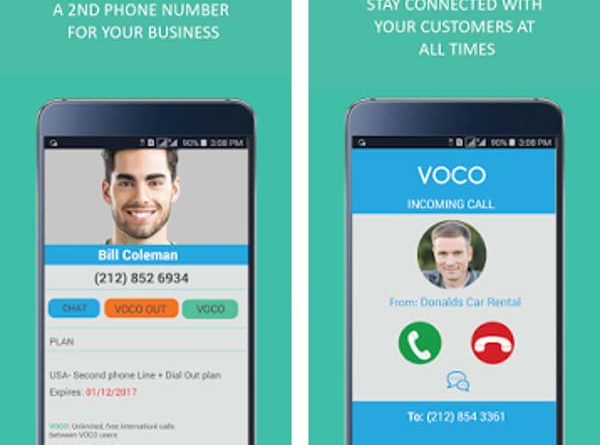 A 2ND PHONE NUMBER
FOR YOUR BUSINESS
90% 3:08 PM
Bill Coleman
(212) 852 6934
CHAT
VOCO OUT
VOCO
PLAN
USA- Second phone Line + Dial Out plan
Expires: 01/12/2017
VOCO: Unlimited, free internationl calls
between VOCO users
STAY CONNECTED WITH
YOUR CUSTOMERS AT
ALL TIMES
90% 3:08 PM
VOCO
INCOMING CALL
From: Donalds Car Rental
To: (212) 854 3361